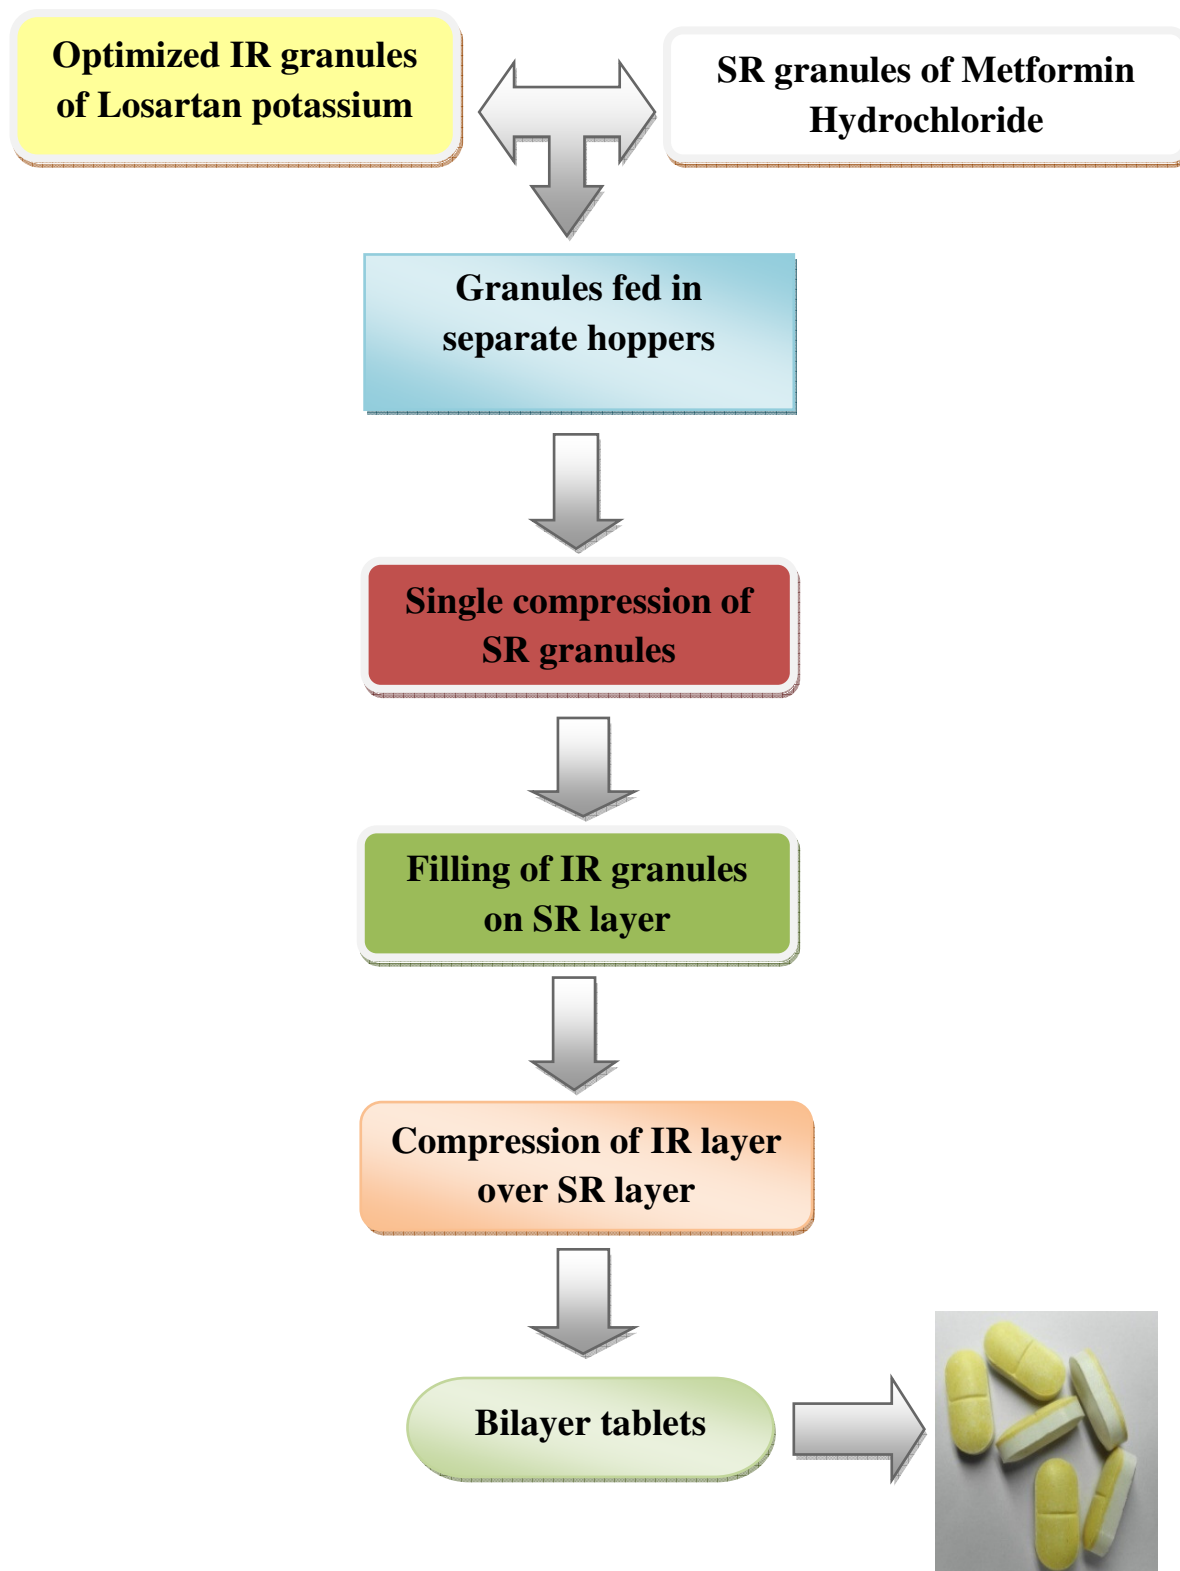 Optimized IR granules
of Losartan potassium
SR granules of Metformin
Hydrochloride
Granules fed in
separate hoppers
Single compression of
SR granules
Filling of IR granules
on SR layer
Compression of IR layer
over SR layer
Bilayer tablets